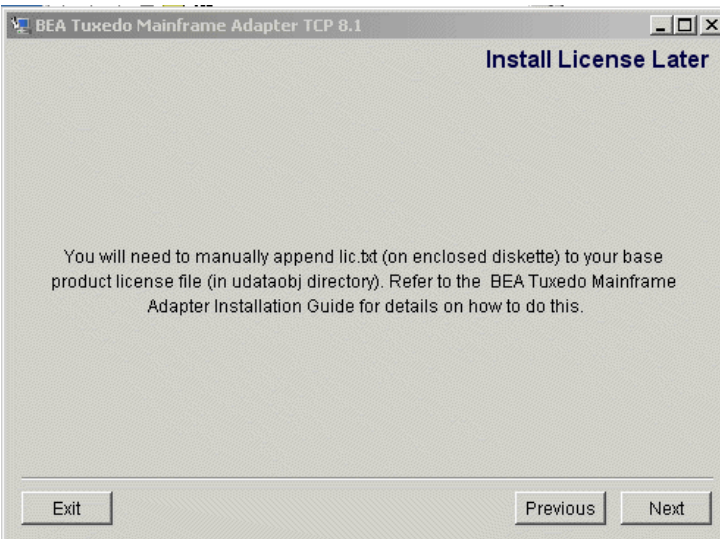 BEA Tuxedo Mainframe Adapter TCP 8.1
Install License Later
You will need to manually append lic.txt (on enclosed diskette) to your base
product license file (in udataobj directory). Refer to the BEA Tuxedo Mainframe
Adapter Installation Guide for details on how to do this.
Exit
Previous
Next